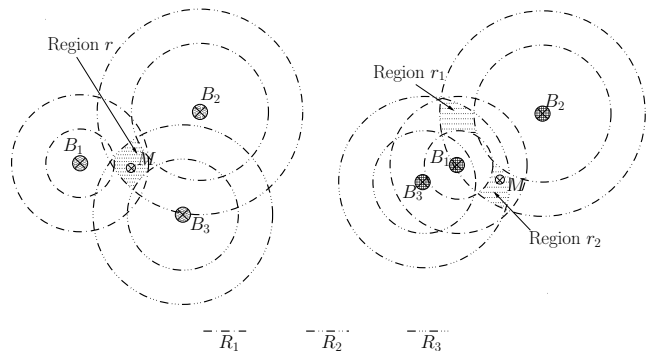 Region r
B₁
B₂
M
B₃
Region r₁
B₂
B₁
B₃
M
Region r₂
R₁ R₂ R₃